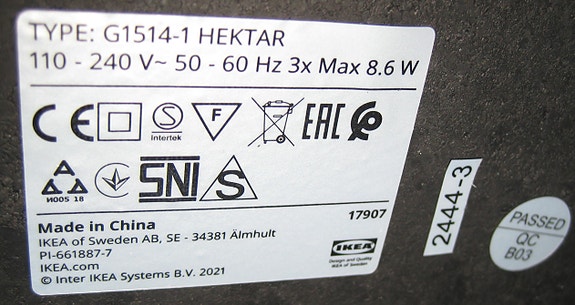 TYPE: G1514-1 HEKTAR
110 - 240 V~ 50 - 60 Hz 3x Max 8.6 W
CE S Intertek F EAC
N005 18 SNI S
Made in China 17907
IKEA of Sweden AB, SE - 34381 Älmhult
PI-661887-7
IKEA.com
© Inter IKEA Systems B.V. 2021
IKEA
Design and Quality
IKEA of Sweden
2444-3
PASSED
QC
B03